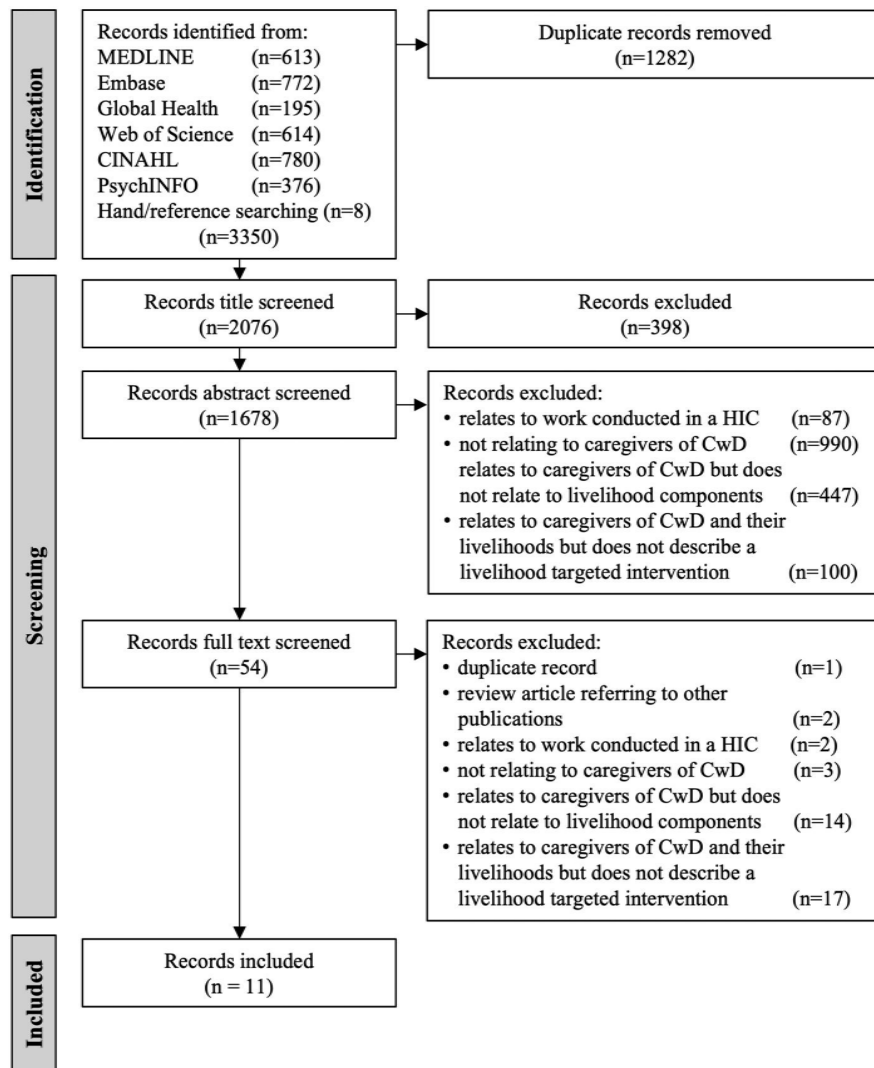 Identification
Records identified from:
MEDLINE (n=613)
Embase (n=772)
Global Health (n=195)
Web of Science (n=614)
CINAHL (n=780)
PsychINFO (n=376)
Hand/reference searching (n=8)
(n=3350)
Duplicate records removed
(n=1282)
Screening
Records title screened
(n=2076)
Records excluded
(n=398)
Records abstract screened
(n=1678)
Records excluded:
• relates to work conducted in a HIC (n=87)
• not relating to caregivers of CwD (n=990)
relates to caregivers of CwD but does
not relate to livelihood components (n=447)
• relates to caregivers of CwD and their
livelihoods but does not describe a
livelihood targeted intervention (n=100)
Records full text screened
(n=54)
Records excluded:
• duplicate record (n=1)
• review article referring to other
publications (n=2)
• relates to work conducted in a HIC (n=2)
• not relating to caregivers of CwD (n=3)
• relates to caregivers of CwD but does
not relate to livelihood components (n=14)
• relates to caregivers of CwD and their
livelihoods but does not describe a
livelihood targeted intervention (n=17)
Included
Records included
(n = 11)